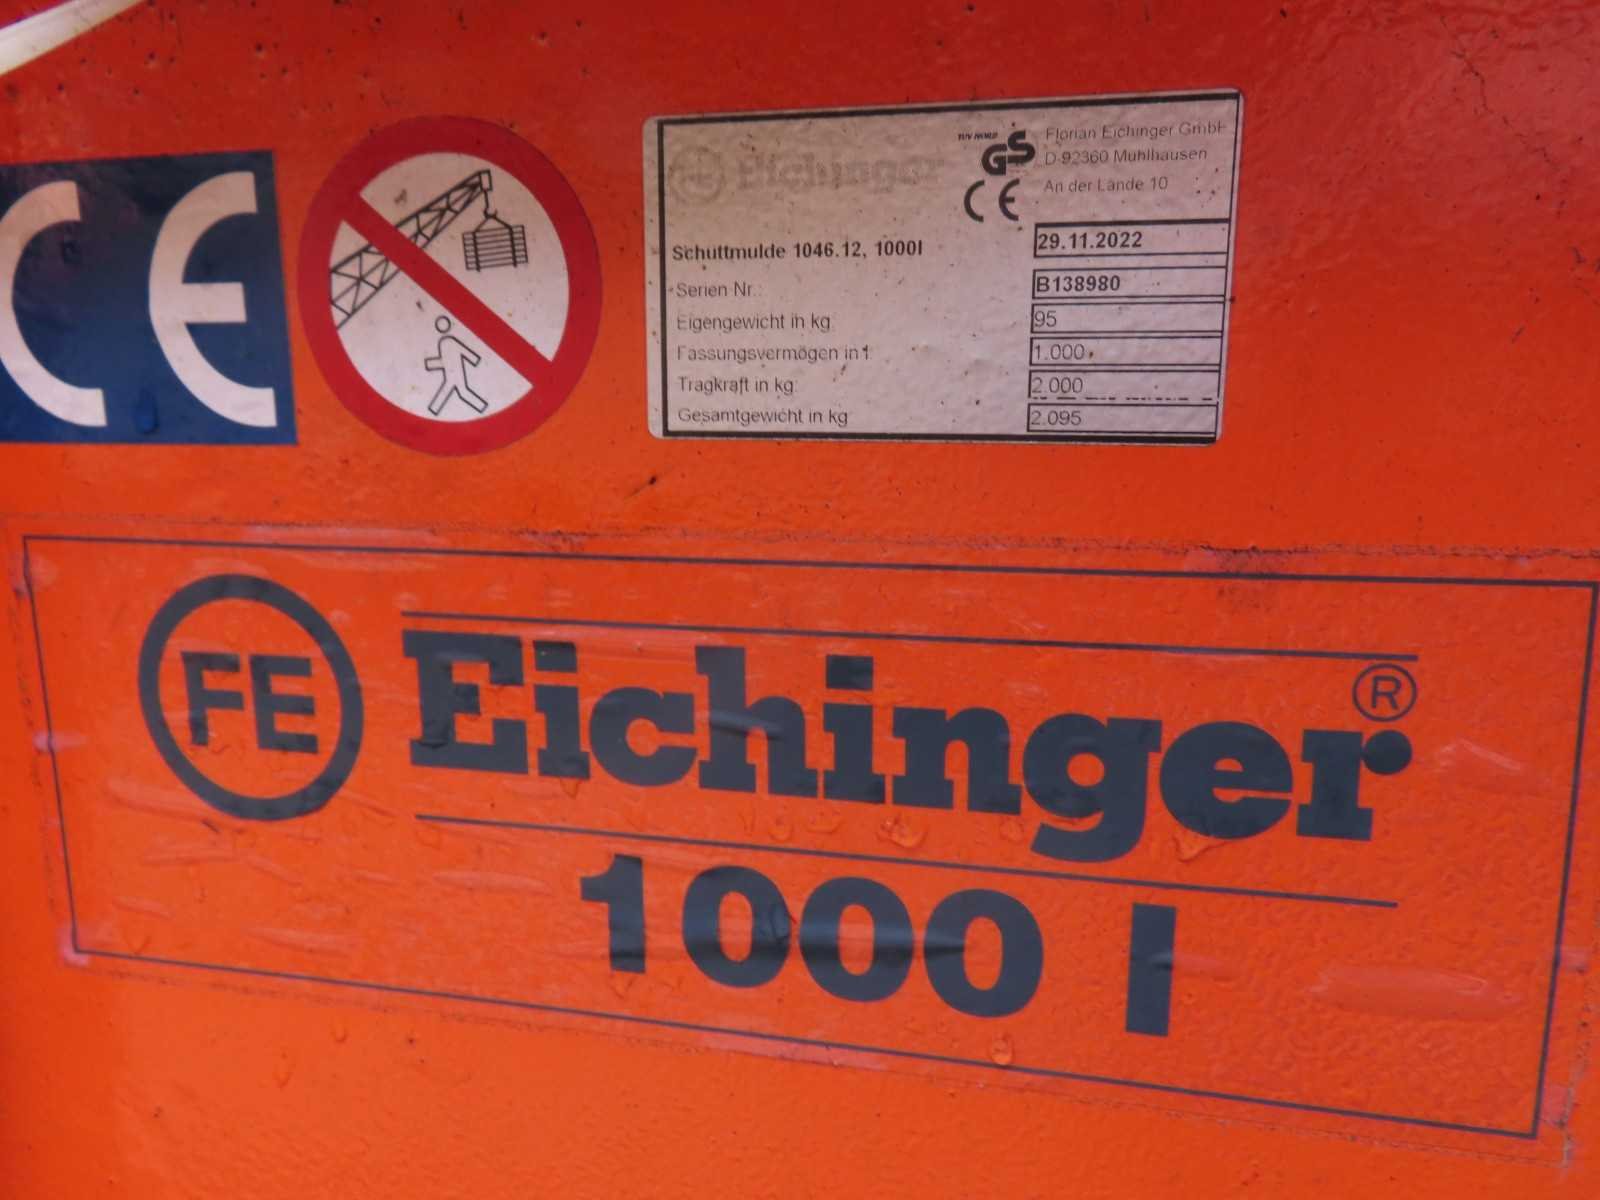 CE
FE Eichinger
TÜV NORD
GS
CE
Florian Eichinger GmbH
D-92360 Mühlhausen
An der Lände 10
Schuttmulde 1046.12, 1000l
29.11.2022
Serien Nr.: B138980
Eigengewicht in kg: 95
Fassungsvermögen in l: 1.000
Tragkraft in kg: 2.000
Gesamtgewicht in kg 2.095
FE Eichinger®
1000 l